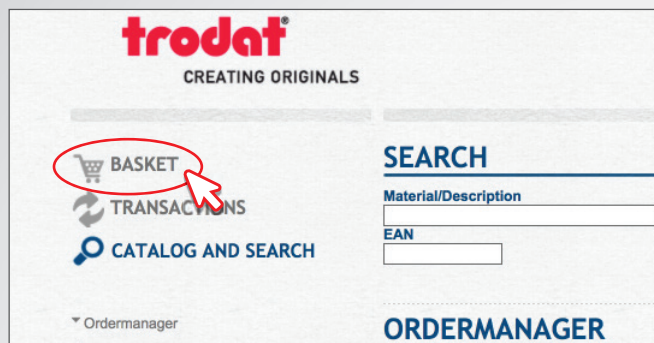 trodat
CREATING ORIGINALS
BASKET
TRANSACTIONS
CATALOG AND SEARCH
Ordermanager
SEARCH
Material/Description
EAN
ORDERMANAGER